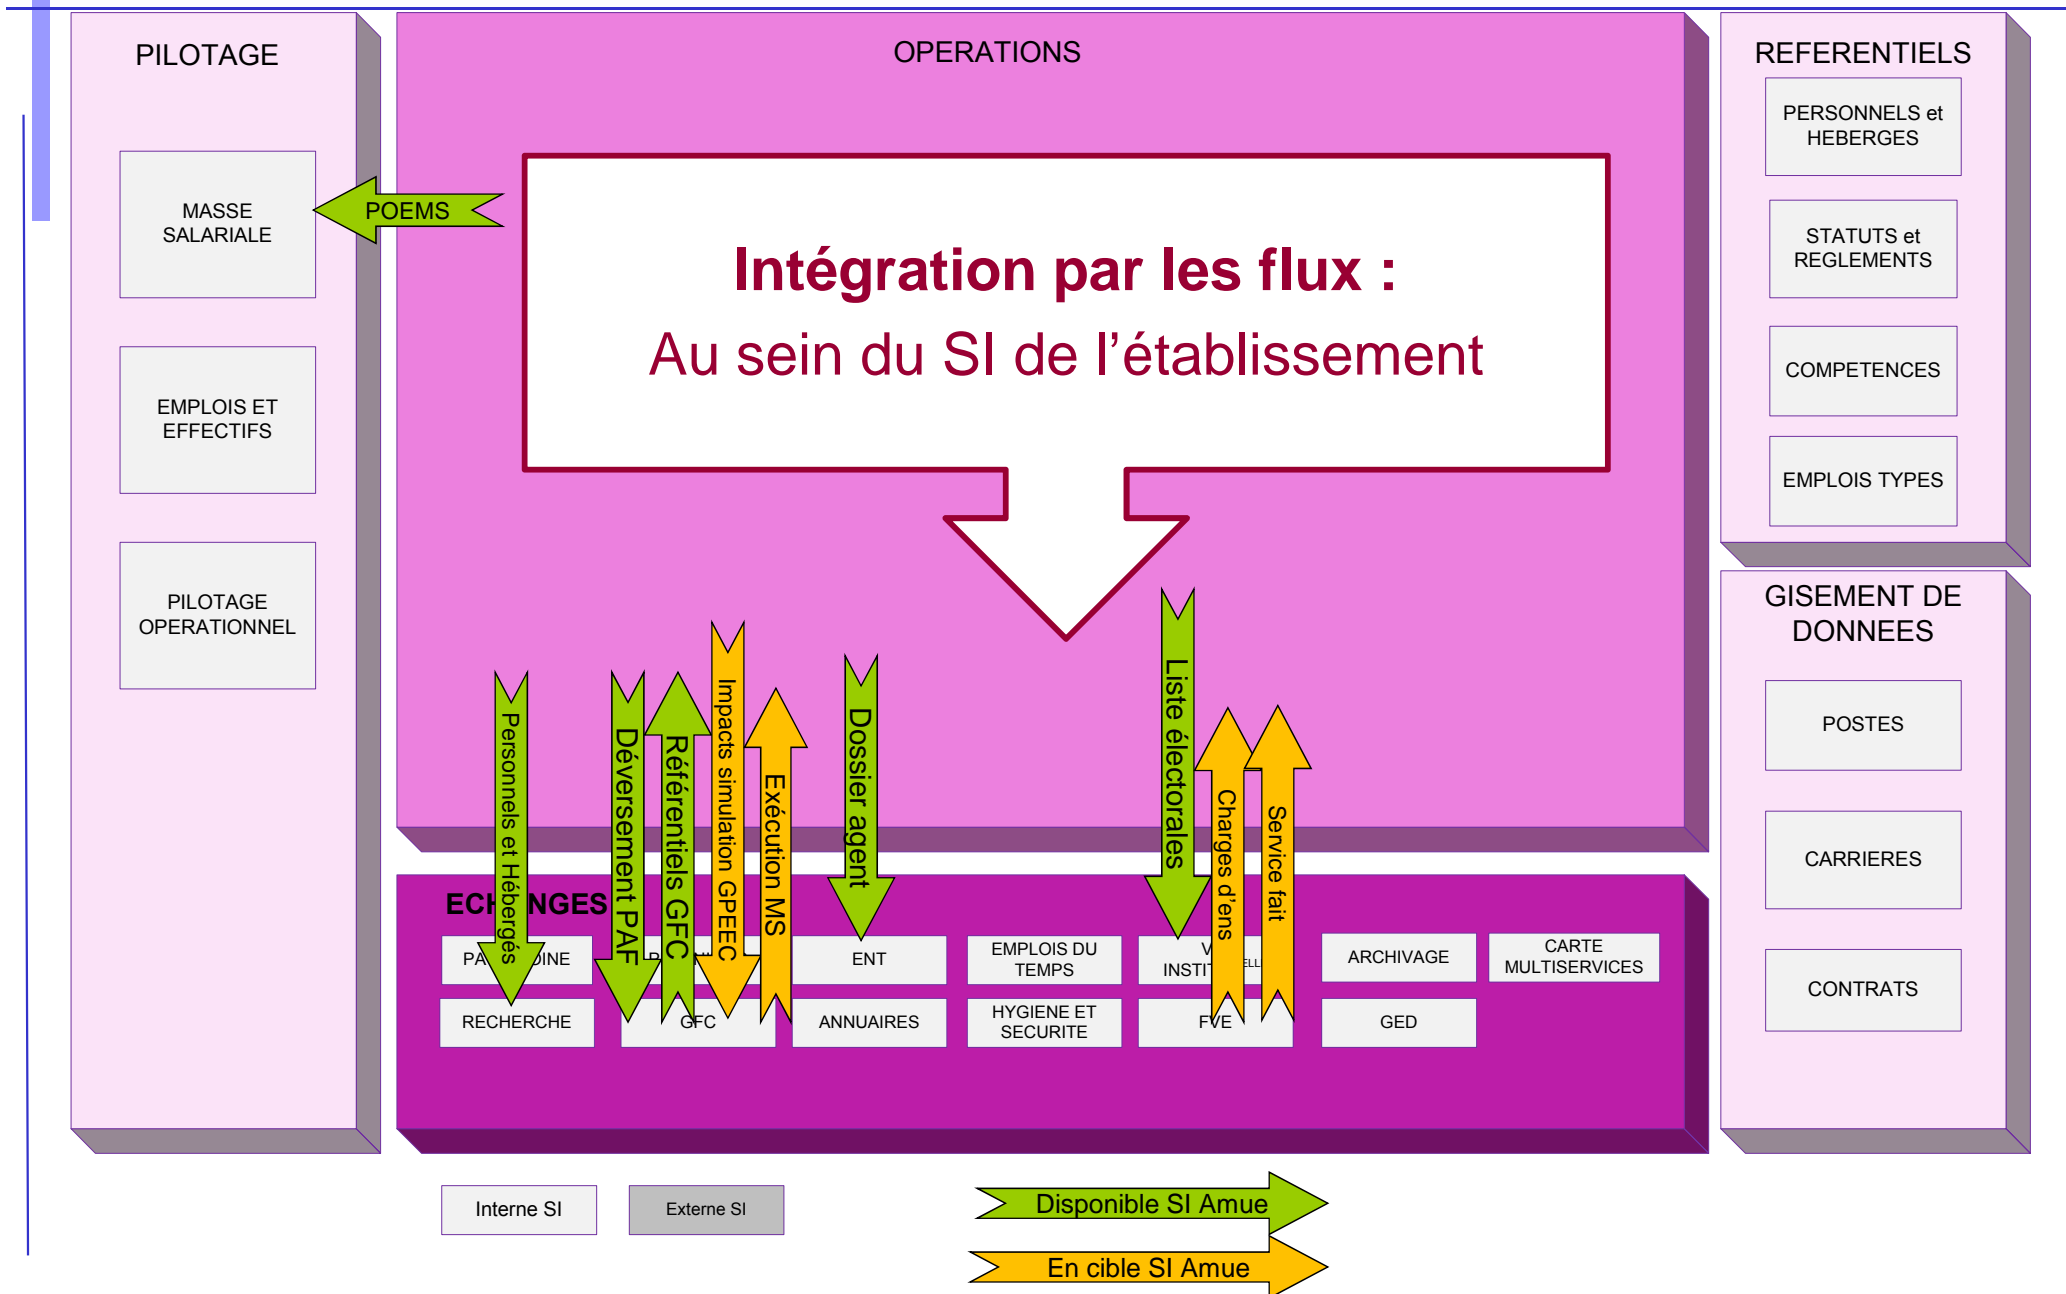 PILOTAGE
MASSE
SALARIALE
EMPLOIS ET
EFFECTIFS
PILOTAGE
OPERATIONNEL
POEMS
OPERATIONS
Intégration par les flux :
Au sein du SI de l'établissement
Personnels et Hébergés
Déversement PAF
Référentiels GFC
Impacts simulation GPEEC
Exécution MS
Dossier agent
Liste électorales
Charges d'ens
Service fait
ENT
EMPLOIS DU
TEMPS
ARCHIVAGE
CARTE
MULTISERVICES
RECHERCHE
GFC
ANNUAIRES
HYGIENE ET
SECURITE
FVE
GED
REFERENTIELS
PERSONNELS et
HEBERGES
STATUTS et
REGLEMENTS
COMPETENCES
EMPLOIS TYPES
GISEMENT DE
DONNEES
POSTES
CARRIERES
CONTRATS
Interne SI
Externe SI
Disponible SI Amue
En cible SI Amue